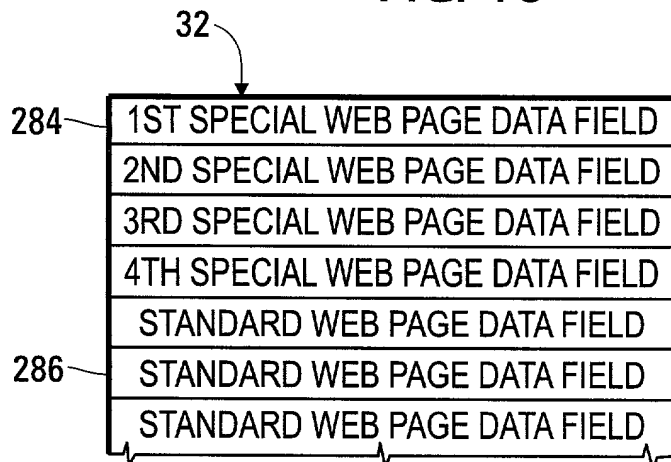 32
284
1ST SPECIAL WEB PAGE DATA FIELD
2ND SPECIAL WEB PAGE DATA FIELD
3RD SPECIAL WEB PAGE DATA FIELD
4TH SPECIAL WEB PAGE DATA FIELD
STANDARD WEB PAGE DATA FIELD
286
STANDARD WEB PAGE DATA FIELD
STANDARD WEB PAGE DATA FIELD